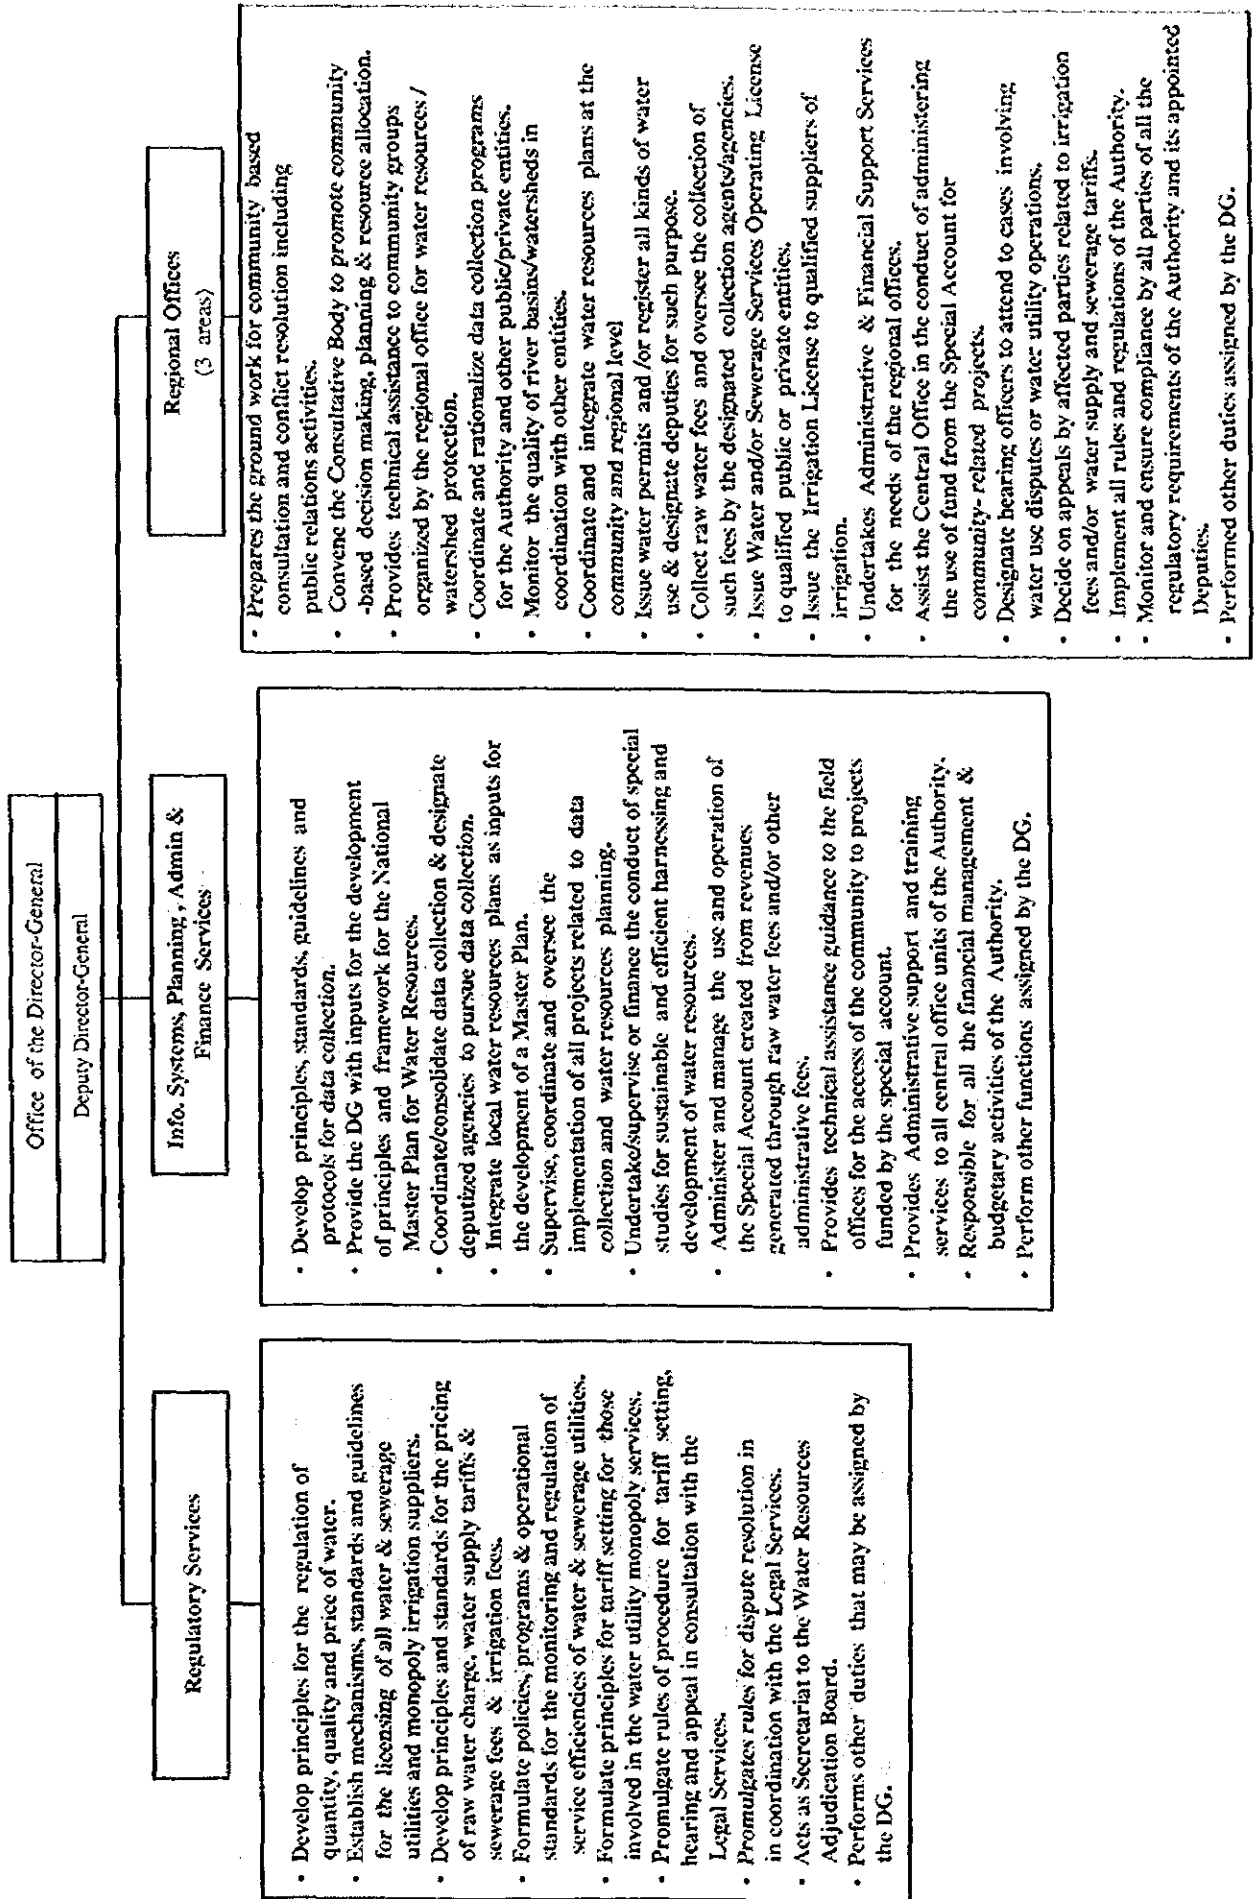 Office of the Director-General
Deputy Director-General
Regulatory Services
• Develop principles for the regulation of
quantity, quality and price of water.
• Establish mechanisms, standards and guidelines
for the licensing of all water & sewerage
utilities and monopoly irrigation suppliers.
• Develop principles and standards for the pricing
of raw water charge, water supply tariffs &
sewerage fees & irrigation fees.
• Formulate policies, programs & operational
standards for the monitoring and regulation of
service efficiencies of water & sewerage utilities.
• Formulate principles for tariff setting for those
involved in the water utility monopoly services.
• Promulgate rules of procedure for tariff setting,
hearing and appeal in consultation with the
Legal Services.
• Promulgates rules for dispute resolution in
in coordination with the Legal Services.
• Acts as Secretariat to the Water Resources
Adjudication Board.
• Performs other duties that may be assigned by
the DG.
Info. Systems, Planning , Admin &
Finance Services
• Develop principles, standards, guidelines and
protocols for data collection.
• Provide the DG with inputs for the development
of principles and framework for the National
Master Plan for Water Resources.
• Coordinate/consolidate data collection & designate
deputized agencies to pursue data collection.
• Integrate local water resources plans as inputs for
the development of a Master Plan.
• Supervise, coordinate and oversee the
implementation of all projects related to data
collection and water resources planning.
• Undertake/supervise or finance the conduct of special
studies for sustainable and efficient harnessing and
development of water resources.
• Administer and manage the use and operation of
the Special Account created from revenues
generated through raw water fees and/or other
administrative fees.
• Provides technical assistance guidance to the field
offices for the access of the community to projects
funded by the special account.
• Provides Administrative support and training
services to all central office units of the Authority.
• Responsible for all the financial management &
budgetary activities of the Authority.
• Perform other functions assigned by the DG.
Regional Offices
(3 areas)
• Prepares the ground work for community based
consultation and conflict resolution including
public relations activities.
• Convene the Consultative Body to promote community
-based decision making, planning & resource allocation.
• Provides technical assistance to community groups
organized by the regional office for water resources /
watershed protection.
• Coordinate and rationalize data collection programs
for the Authority and other public/private entities.
• Monitor the quality of river basins/watersheds in
coordination with other entities.
• Coordinate and integrate water resources plans at the
community and regional level
• Issue water permits and /or register all kinds of water
use & designate deputies for such purpose.
• Collect raw water fees and oversee the collection of
such fees by the designated collection agents/agencies.
• Issue Water and/or Sewerage Services Operating License
to qualified public or private entities.
• Issue the Irrigation License to qualified suppliers of
irrigation.
• Undertakes Administrative & Financial Support Services
for the needs of the regional offices.
• Assist the Central Office in the conduct of administering
the use of fund from the Special Account for
community-related projects.
• Designate hearing officers to attend to cases involving
water use disputes or water utility operations.
• Decide on appeals by affected parties related to irrigation
fees and/or water supply and sewerage tariffs.
• Implement all rules and regulations of the Authority.
• Monitor and ensure compliance by all parties of all the
regulatory requirements of the Authority and its appointed
Deputies.
• Performed other duties assigned by the DG.